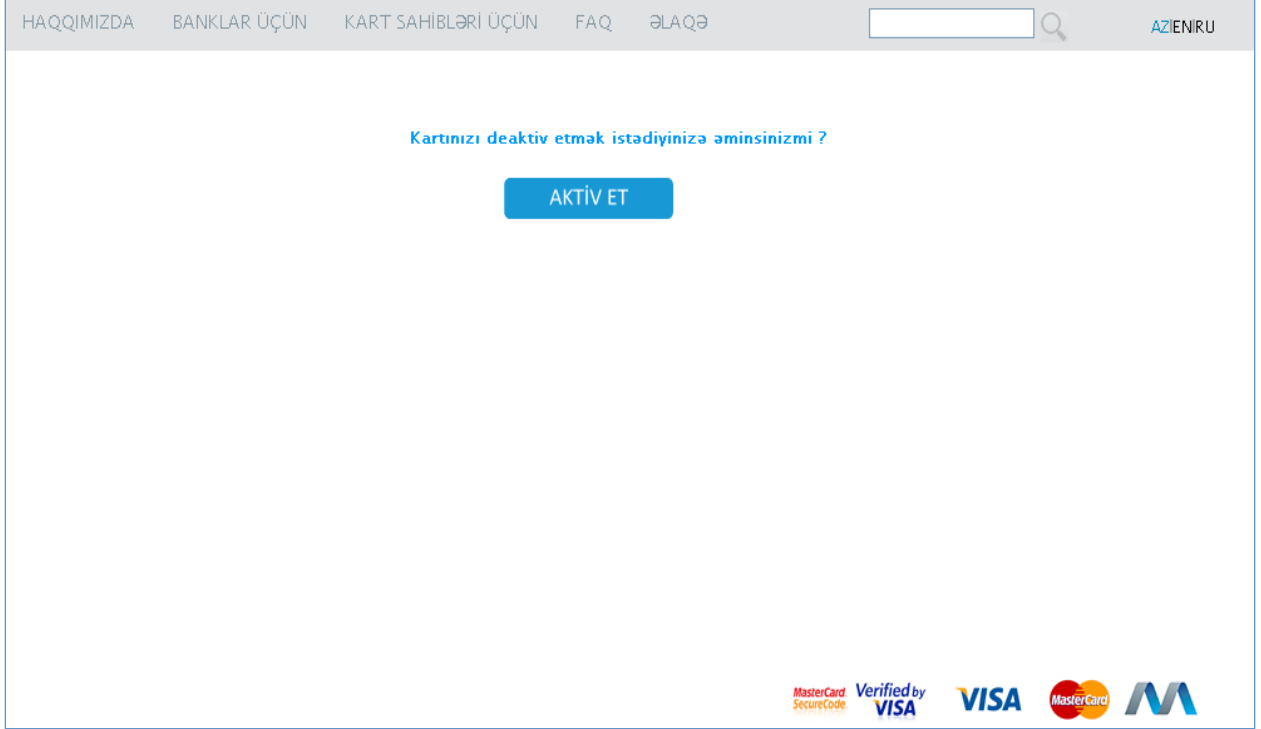 HAQQIMIZDA BANKLAR ÜÇÜN KART SAHİBLƏRİ ÜÇÜN FAQ ƏLAQƏ AZ|EN|RU
Kartınızı deaktiv etmək istədiyinizə əminsinizmi ?
AKTİV ET
MasterCard. SecureCode. Verified by VISA VISA MasterCard